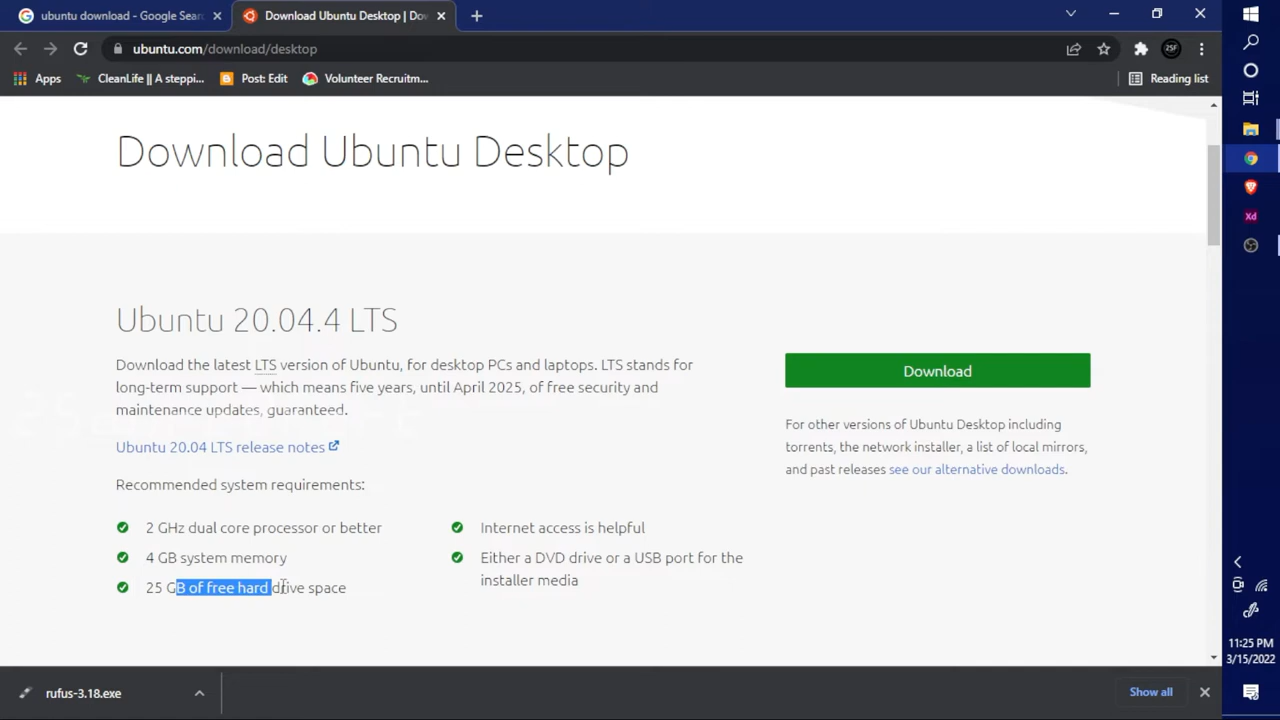 ubuntu download - Google Sear
Download Ubuntu Desktop | Dov
ubuntu.com/download/desktop
25F
Apps
CleanLife || A steppi...
Post: Edit
Volunteer Recruitm...
Reading list
Download Ubuntu Desktop
Ubuntu 20.04.4 LTS
Download the latest LTS version of Ubuntu, for desktop PCs and laptops. LTS stands for
long-term support — which means five years, until April 2025, of free security and
maintenance updates, guaranteed.
Ubuntu 20.04 LTS release notes
Recommended system requirements:
2 GHz dual core processor or better
4 GB system memory
25 GB of free hard drive space
Internet access is helpful
Either a DVD drive or a USB port for the
installer media
Download
For other versions of Ubuntu Desktop including
torrents, the network installer, a list of local mirrors,
and past releases see our alternative downloads.
Xd
11:25 PM
3/15/2022
rufus-3.18.exe
Show all